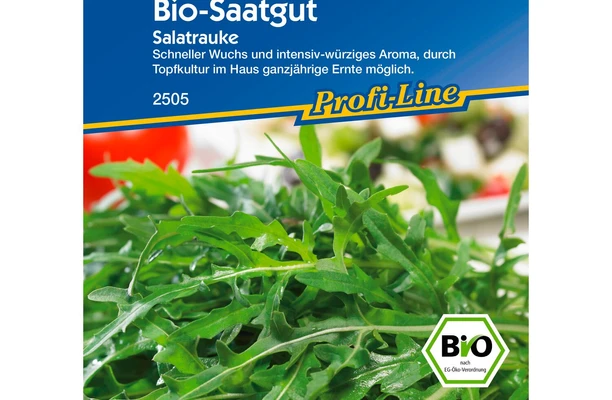 Bio-Saatgut
Salatrauke
Schneller Wuchs und intensiv-würziges Aroma, durch
Topfkultur im Haus ganzjährige Ernte möglich.
2505
Profi-Line
BIO
nach
EG-Öko-Verordnung